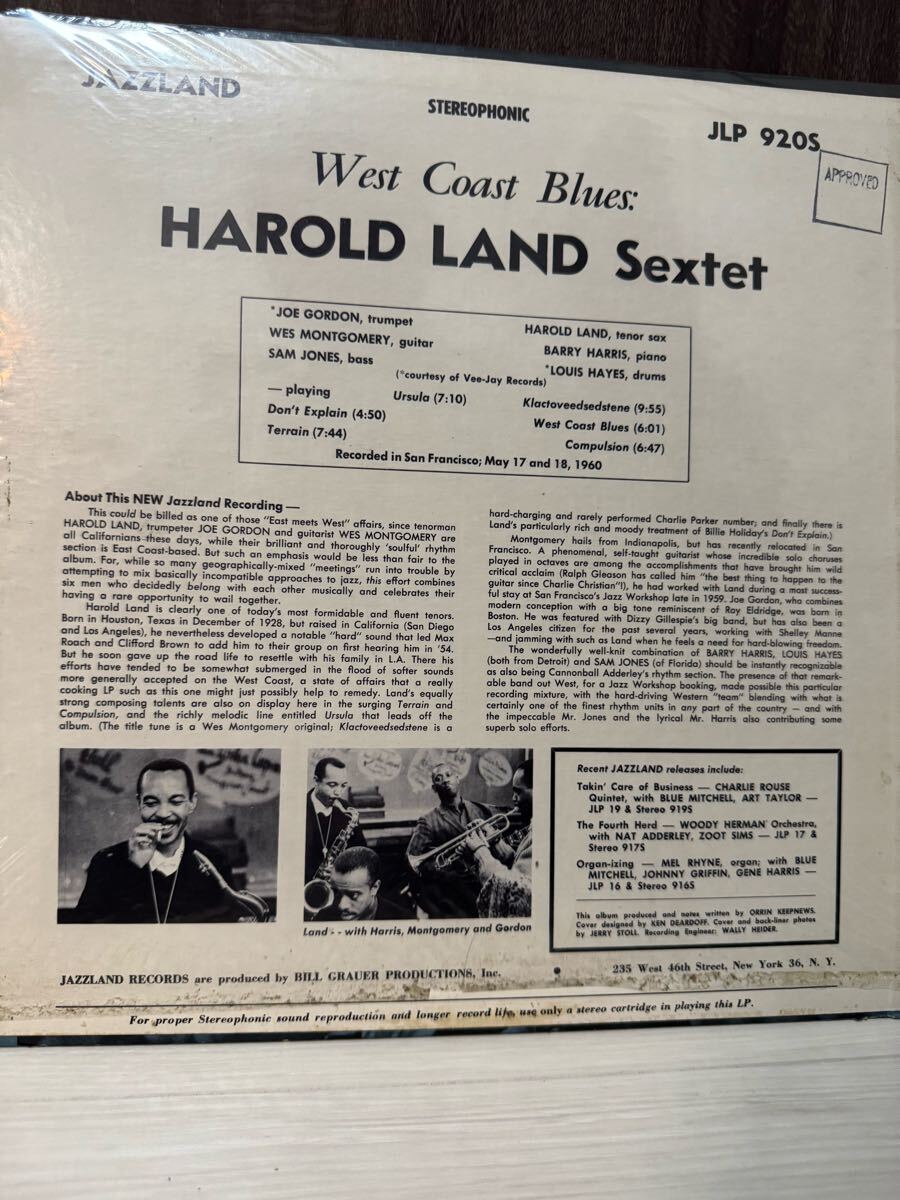 JAZZLAND
STEREOPHONIC
JLP 920S
APPROVED
West Coast Blues:
HAROLD LAND Sextet
*JOE GORDON, trumpet
HAROLD LAND, tenor sax
WES MONTGOMERY, guitar
BARRY HARRIS, piano
SAM JONES, bass
*LOUIS HAYES, drums
(*courtesy of Vee-Jay Records)
— playing
Ursula (7:10)
Klactoveedsedstene (9:55)
Don't Explain (4:50)
West Coast Blues (6:01)
Terrain (7:44)
Compulsion (6:47)
Recorded in San Francisco; May 17 and 18, 1960
About This NEW Jazzland Recording —
This could be billed as one of those "East meets West" affairs, since tenorman
HAROLD LAND, trumpeter JOE GORDON and guitarist WES MONTGOMERY are
all Californians these days, while their brilliant and thoroughly 'soulful' rhythm
section is East Coast-based. But such an emphasis would be less than fair to the
album. For, while so many geographically-mixed "meetings" run into trouble by
attempting to mix basically incompatible approaches to jazz, this effort combines
six men who decidedly belong with each other musically and celebrates their
having a rare opportunity to wail together.
Harold Land is clearly one of today's most formidable and fluent tenors.
Born in Houston, Texas in December of 1928, but raised in California (San Diego
and Los Angeles), he nevertheless developed a notable "hard" sound that led Max
Roach and Clifford Brown to add him to their group on first hearing him in '54.
But he soon gave up the road life to resettle with his family in L.A. There his
efforts have tended to be somewhat submerged in the flood of softer sounds
more generally accepted on the West Coast, a state of affairs that a really
cooking LP such as this one might just possibly help to remedy. Land's equally
strong composing talents are also on display here in the surging Terrain and
Compulsion, and the richly melodic line entitled Ursula that leads off the
album. (The title tune is a Wes Montgomery original; Klactoveedsedstene is a
hard-charging and rarely performed Charlie Parker number; and finally there is
Land's particularly rich and moody treatment of Billie Holiday's Don't Explain.)
Montgomery hails from Indianapolis, but has recently relocated in San
Francisco. A phenomenal, self-taught guitarist whose incredible solo choruses
played in octaves are among the accomplishments that have brought him wild
critical acclaim (Ralph Gleason has called him "the best thing to happen to the
guitar since Charlie Christian"!), he had worked with Land during a most success-
ful stay at San Francisco's Jazz Workshop late in 1959. Joe Gordon, who combines
modern conception with a big tone reminiscent of Roy Eldridge, was born in
Boston. He was featured with Dizzy Gillespie's big band, but has also been a
Los Angeles citizen for the past several years, working with Shelley Manne
—and jamming with such as Land when he feels a need for hard-blowing freedom.
The wonderfully well-knit combination of BARRY HARRIS, LOUIS HAYES
(both from Detroit) and SAM JONES (of Florida) should be instantly recognizable
as also being Cannonball Adderley's rhythm section. The presence of that remark-
able band out West, for a Jazz Workshop booking, made possible this particular
recording mixture, with the hard-driving Western "team" blending with what is
certainly one of the finest rhythm units in any part of the country — and with
the impeccable Mr. Jones and the lyrical Mr. Harris also contributing some
superb solo efforts.
Land - - with Harris, Montgomery and Gordon
Recent JAZZLAND releases include:
Takin' Care of Business — CHARLIE ROUSE
Quintet, with BLUE MITCHELL, ART TAYLOR —
JLP 19 & Stereo 919S
The Fourth Herd — WOODY HERMAN Orchestra,
with NAT ADDERLEY, ZOOT SIMS — JLP 17 &
Stereo 917S
Organ-izing — MEL RHYNE, organ; with BLUE
MITCHELL, JOHNNY GRIFFIN, GENE HARRIS —
JLP 16 & Stereo 916S
This album produced and notes written by ORRIN KEEPNEWS.
Cover designed by KEN DEARDOFF. Cover and back-liner photos
by JERRY STOLL. Recording Engineer: WALLY HEIDER.
JAZZLAND RECORDS are produced by BILL GRAUER PRODUCTIONS, Inc.
235 West 46th Street, New York 36, N. Y.
For proper Stereophonic sound reproduction and longer record life, use only a stereo cartridge in playing this LP.